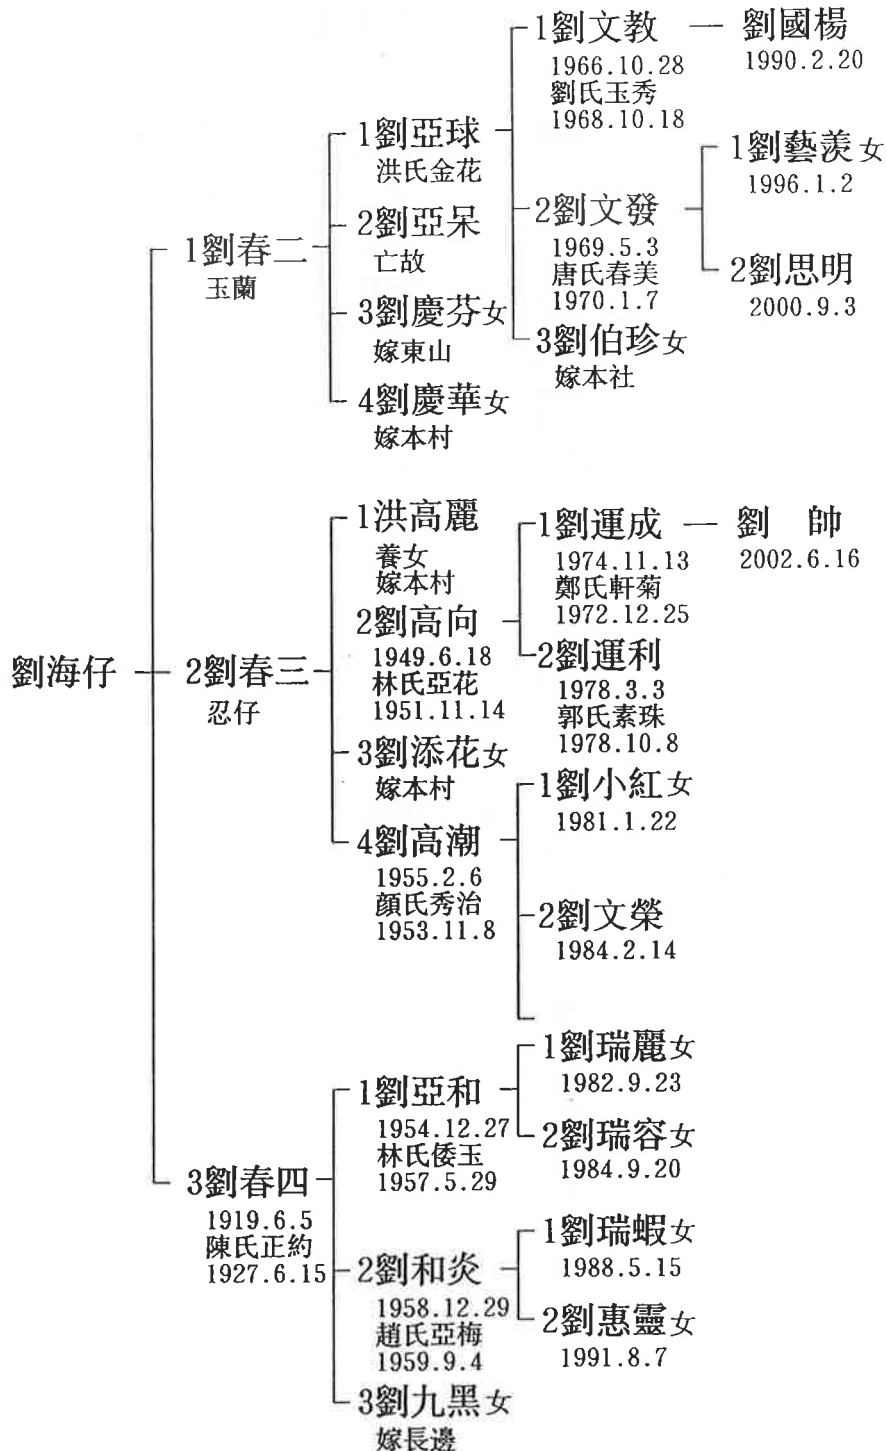 劉海仔
1劉春二
玉蘭
1劉亞球
洪氏金花
1劉文教
1966.10.28
劉氏玉秀
1968.10.18
劉國楊
1990.2.20
2劉文發
1969.5.3
唐氏春美
1970.1.7
1劉藝羨女
1996.1.2
2劉思明
2000.9.3
3劉伯珍女
嫁本社
2劉亞呆
亡故
3劉慶芬女
嫁東山
4劉慶華女
嫁本村
2劉春三
忍仔
1洪高麗
養女
嫁本村
2劉高向
1949.6.18
林氏亞花
1951.11.14
1劉運成
1974.11.13
鄭氏軒菊
1972.12.25
劉 帥
2002.6.16
2劉運利
1978.3.3
郭氏素珠
1978.10.8
3劉添花女
嫁本村
4劉高潮
1955.2.6
顏氏秀治
1953.11.8
1劉小紅女
1981.1.22
2劉文榮
1984.2.14
3劉春四
1919.6.5
陳氏正約
1927.6.15
1劉亞和
1954.12.27
林氏倭玉
1957.5.29
1劉瑞麗女
1982.9.23
2劉瑞容女
1984.9.20
2劉和炎
1958.12.29
趙氏亞梅
1959.9.4
1劉瑞蝦女
1988.5.15
2劉惠靈女
1991.8.7
3劉九黑女
嫁長邊